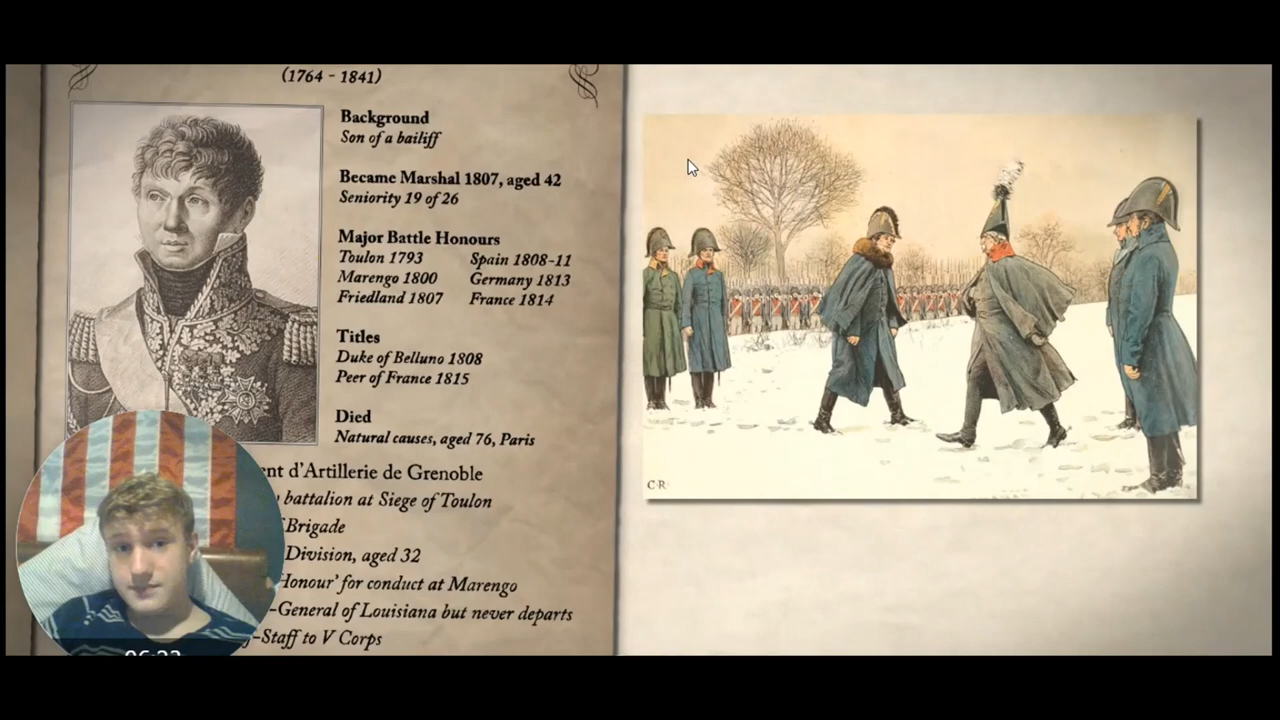 (1764 - 1841)
Background
Son of a bailiff
Became Marshal 1807, aged 42
Seniority 19 of 26
Major Battle Honours
Toulon 1793 Spain 1808-11
Marengo 1800 Germany 1813
Friedland 1807 France 1814
Titles
Duke of Belluno 1808
Peer of France 1815
Died
Natural causes, aged 76, Paris
d'Artillerie de Grenoble
battalion at Siege of Toulon
Brigade
Division, aged 32
Honour' for conduct at Marengo
-General of Louisiana but never departs
-Staff to V Corps
C·R·